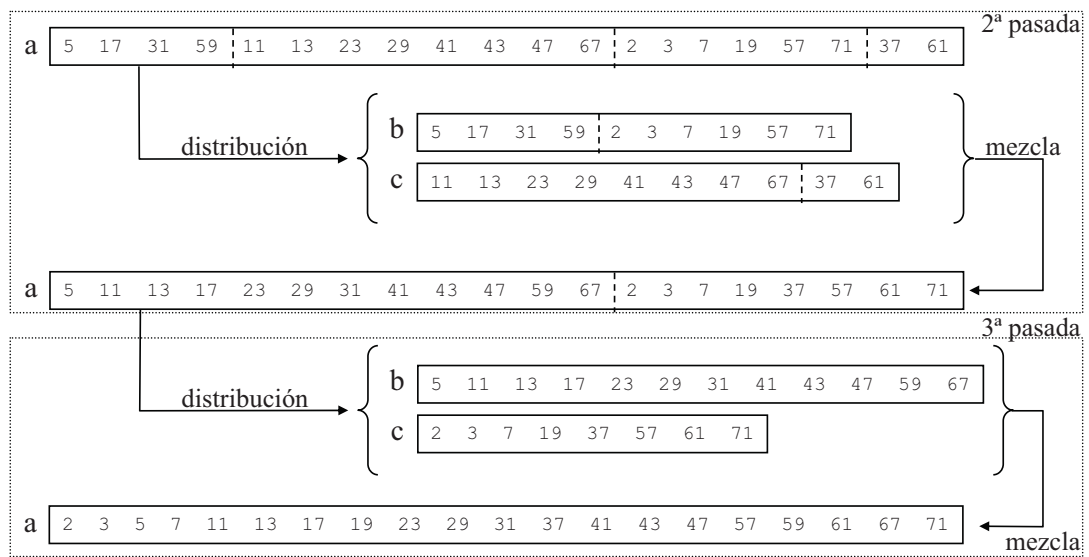 2ª pasada
a 5 17 31 59 11 13 23 29 41 43 47 67 2 3 7 19 57 71 37 61
b 5 17 31 59 2 3 7 19 57 71
distribución
mezcla
c 11 13 23 29 41 43 47 67 37 61
a 5 11 13 17 23 29 31 41 43 47 59 67 2 3 7 19 37 57 61 71
3ª pasada
b 5 11 13 17 23 29 31 41 43 47 59 67
distribución
c 2 3 7 19 37 57 61 71
a 2 3 5 7 11 13 17 19 23 29 31 37 41 43 47 57 59 61 67 71
mezcla